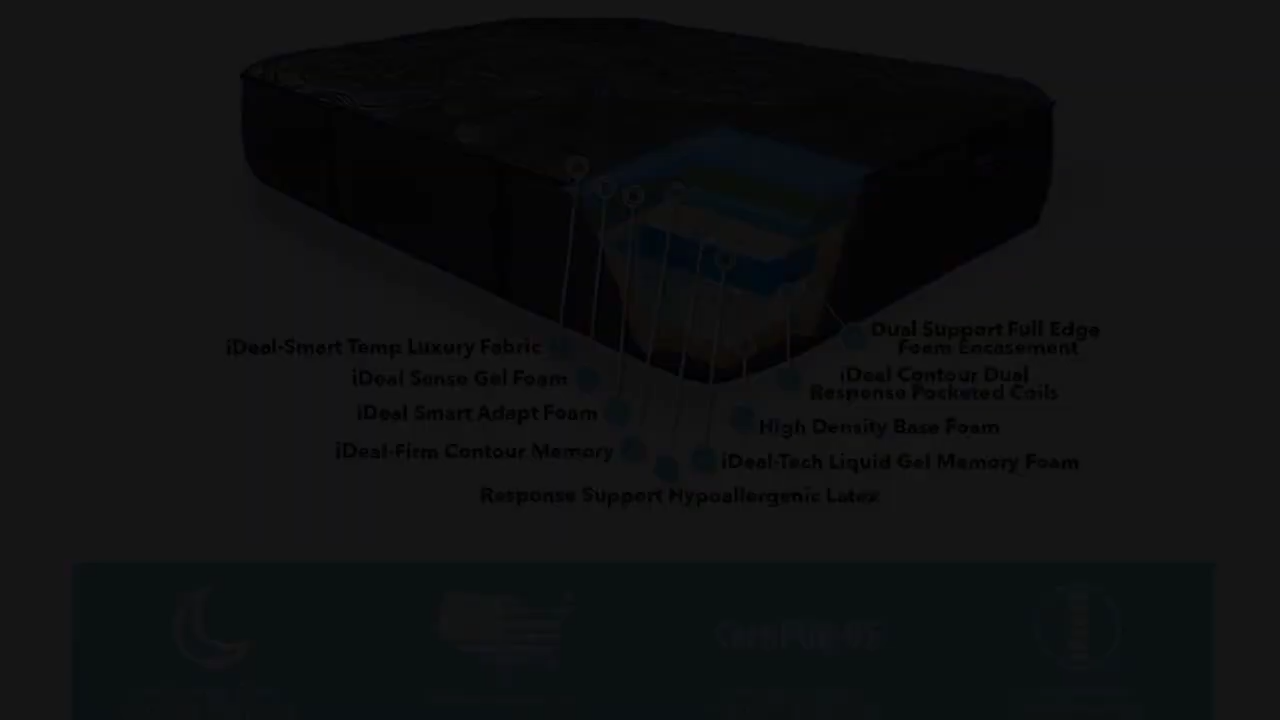 iDeal-Smart Temp Luxury Fabric
iDeal Sense Gel Foam
iDeal Smart Adapt Foam
iDeal-Firm Contour Memory
Response Support Hypoallergenic Latex
Dual Support Full Edge
Foam Encasement
iDeal Contour Dual
Response Pocketed Coils
High Density Base Foam
iDeal-Tech Liquid Gel Memory Foam